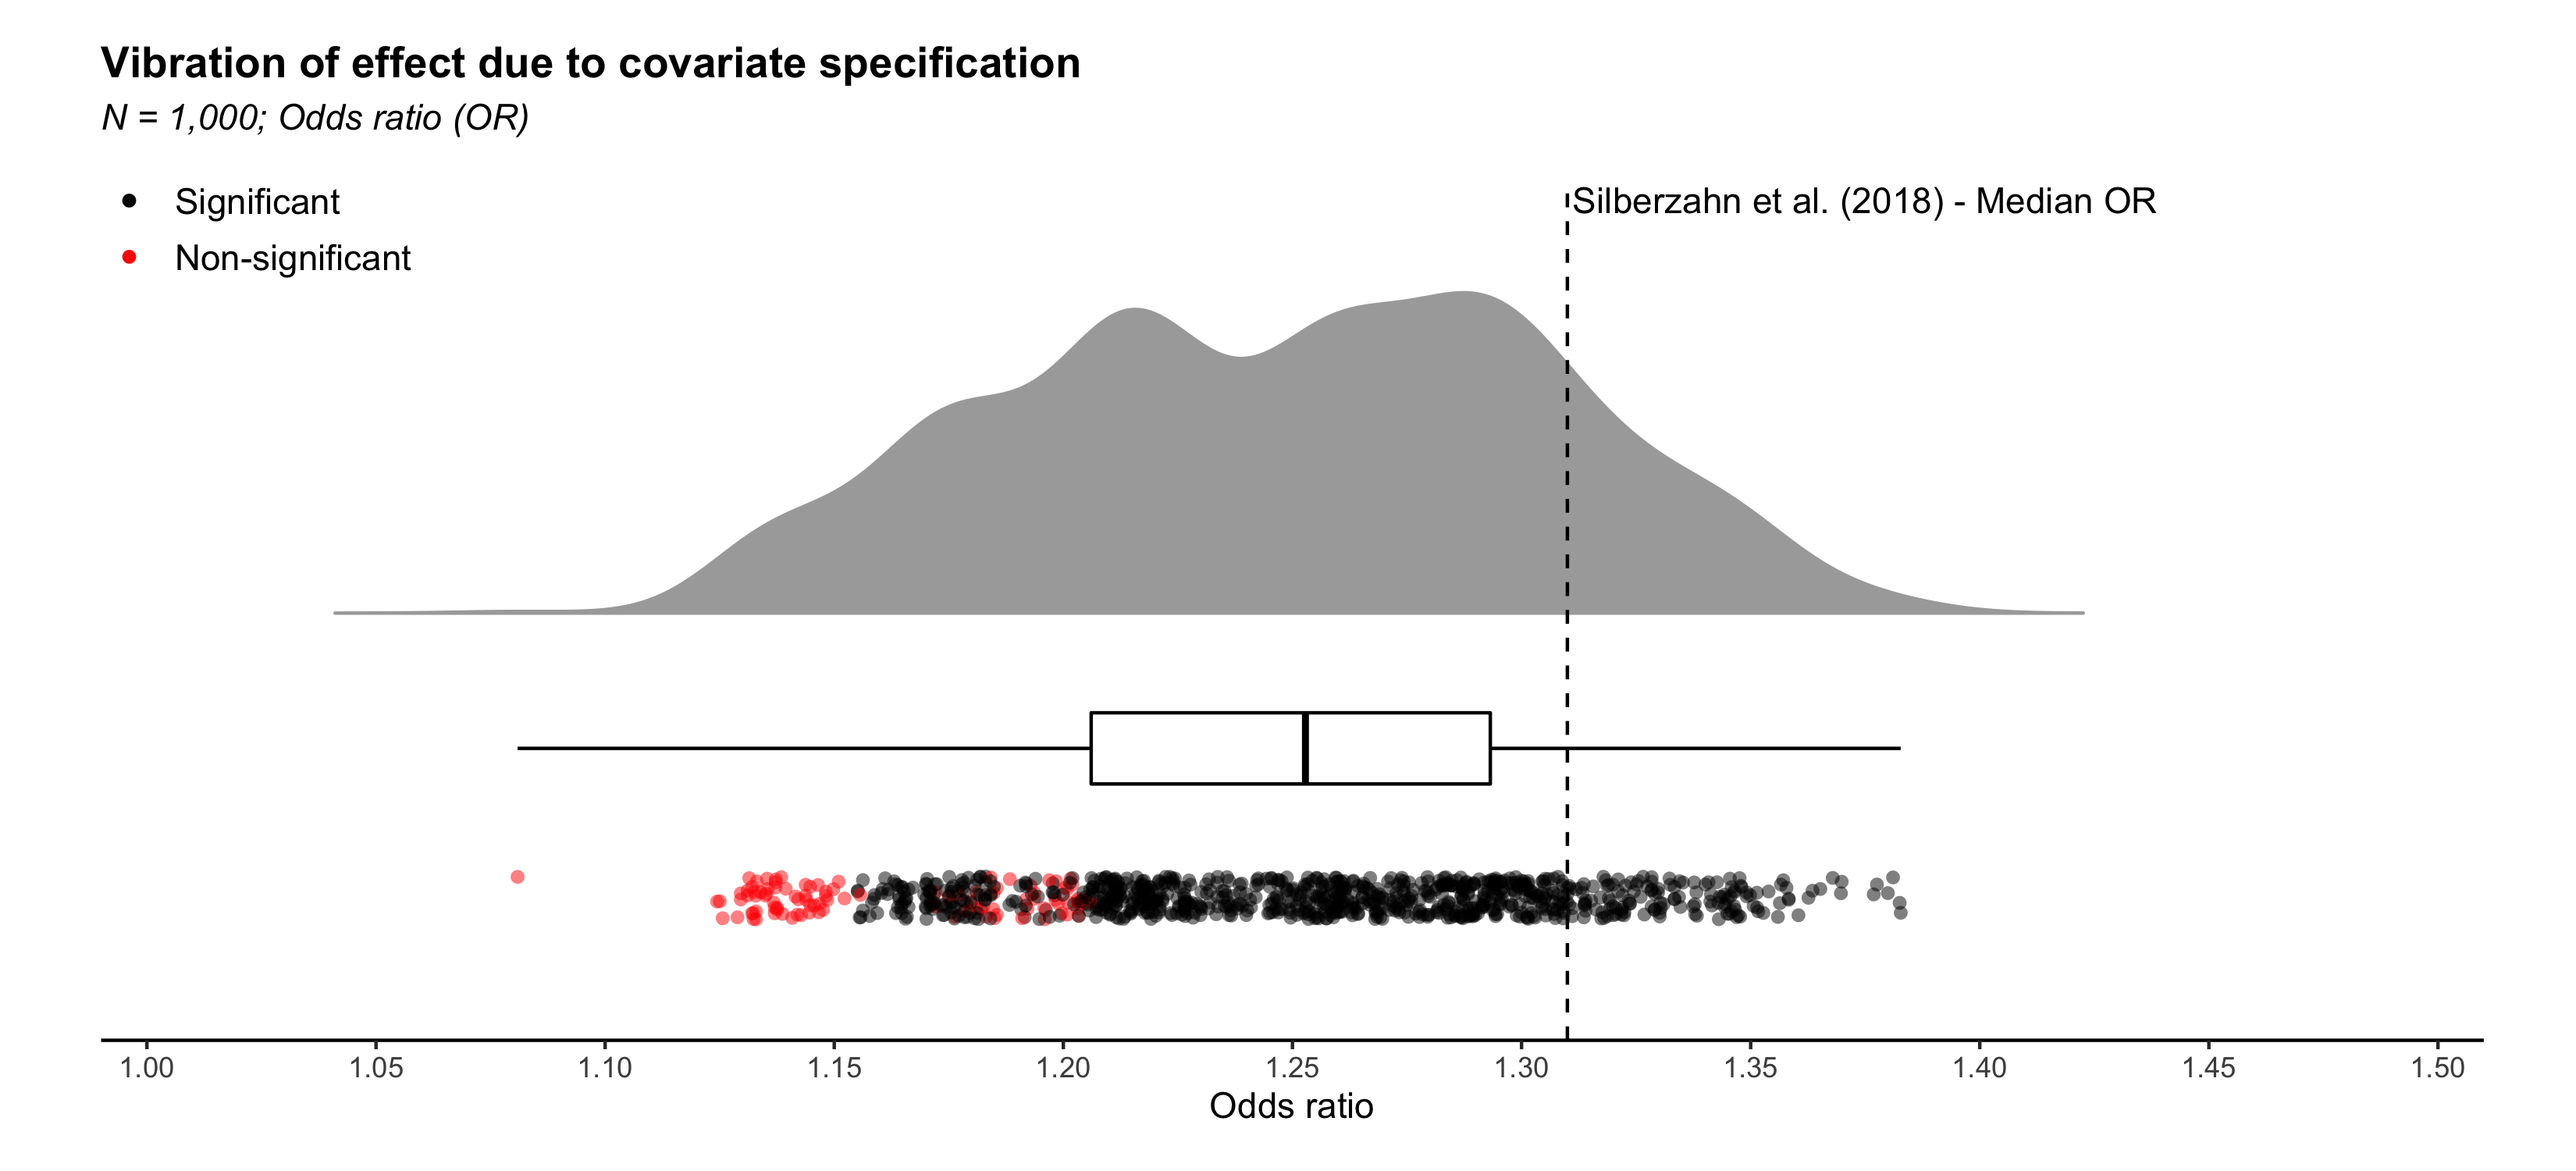 Vibration of effect due to covariate specification
N = 1,000; Odds ratio (OR)
Significant
Non-significant
Silberzahn et al. (2018) - Median OR
1.00 1.05 1.10 1.15 1.20 1.25 1.30 1.35 1.40 1.45 1.50
Odds ratio